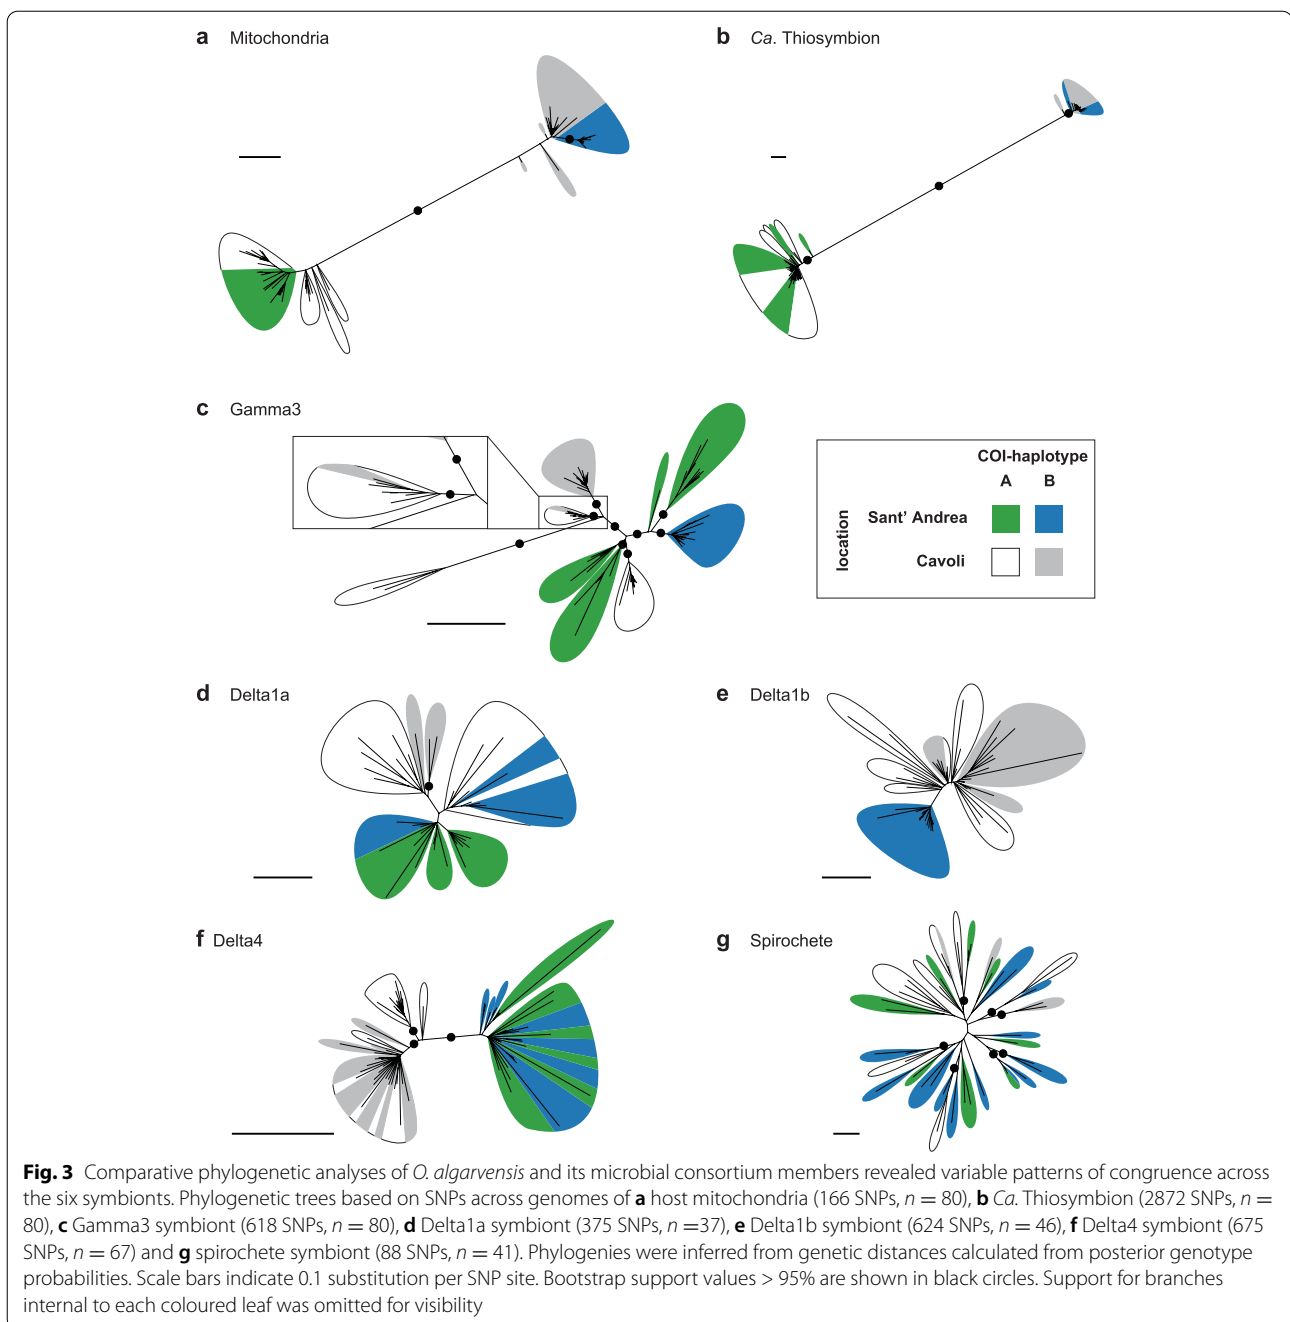 a Mitochondria
b Ca. Thiosymbion
c Gamma3
COI-haplotype
A B
location
Sant' Andrea
Cavoli
d Delta1a
e Delta1b
f Delta4
g Spirochete
Fig. 3 Comparative phylogenetic analyses of O. algarvensis and its microbial consortium members revealed variable patterns of congruence across
the six symbionts. Phylogenetic trees based on SNPs across genomes of a host mitochondria (166 SNPs, n = 80), b Ca. Thiosymbion (2872 SNPs, n =
80), c Gamma3 symbiont (618 SNPs, n = 80), d Delta1a symbiont (375 SNPs, n =37), e Delta1b symbiont (624 SNPs, n = 46), f Delta4 symbiont (675
SNPs, n = 67) and g spirochete symbiont (88 SNPs, n = 41). Phylogenies were inferred from genetic distances calculated from posterior genotype
probabilities. Scale bars indicate 0.1 substitution per SNP site. Bootstrap support values > 95% are shown in black circles. Support for branches
internal to each coloured leaf was omitted for visibility